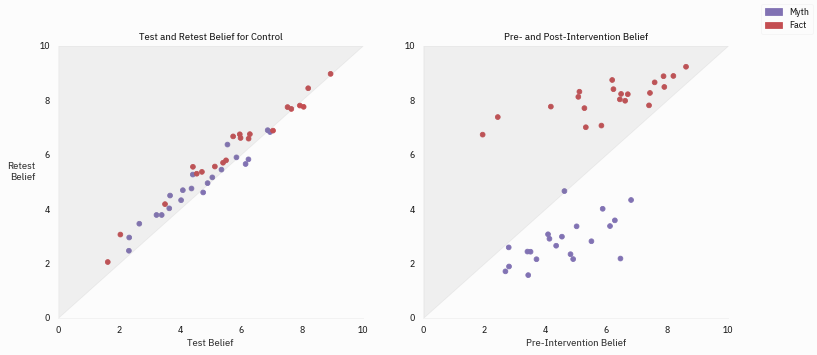 Myth
Fact
Test and Retest Belief for Control
Pre- and Post-Intervention Belief
10
8
6
4
2
0
Retest
Belief
0 2 4 6 8 10
Test Belief
10
8
6
4
2
0
0 2 4 6 8 10
Pre-Intervention Belief